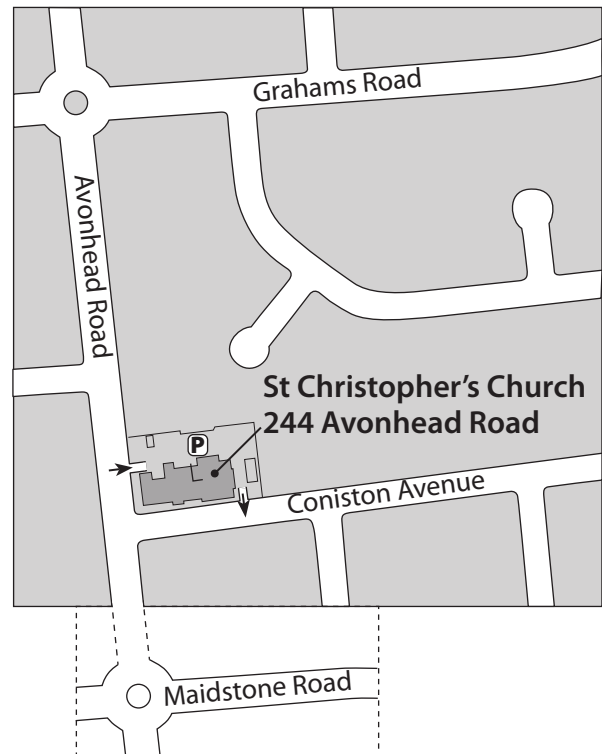 Grahams Road
Avonhead Road
St Christopher's Church
244 Avonhead Road
P
Coniston Avenue
Maidstone Road